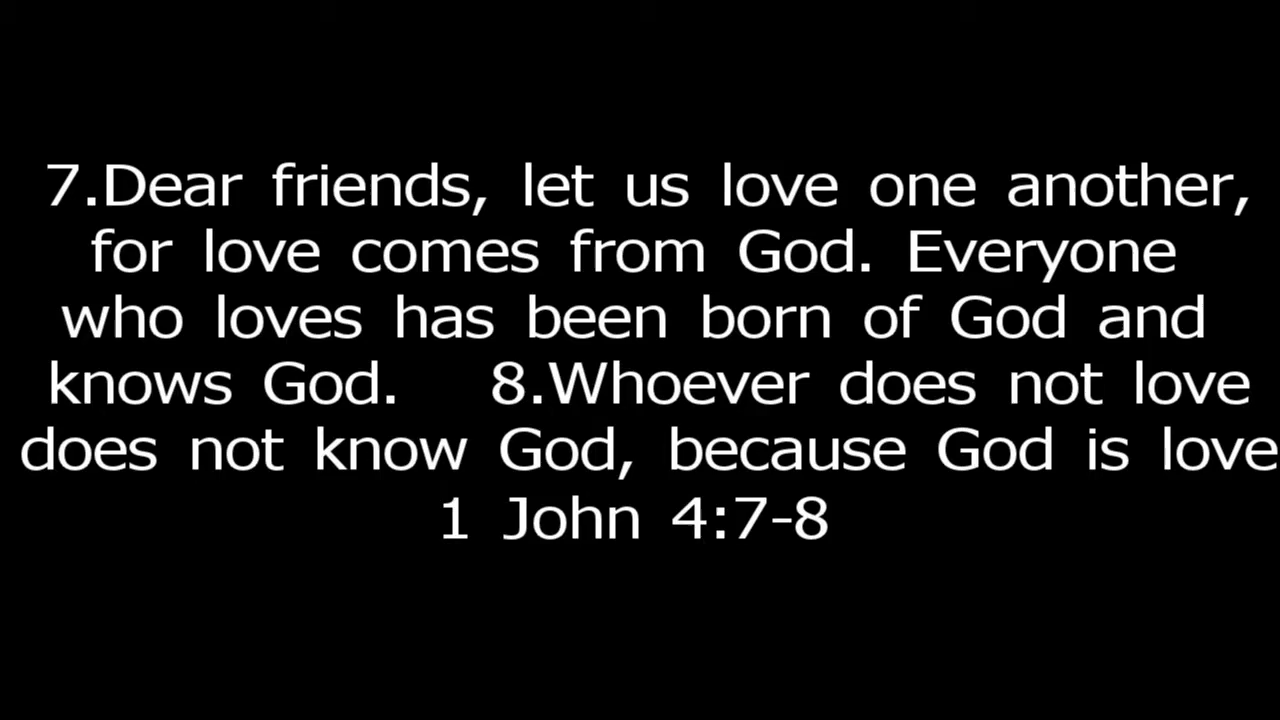 7.Dear friends, let us love one another,
for love comes from God. Everyone
who loves has been born of God and
knows God. 8.Whoever does not love
does not know God, because God is love
1 John 4:7-8